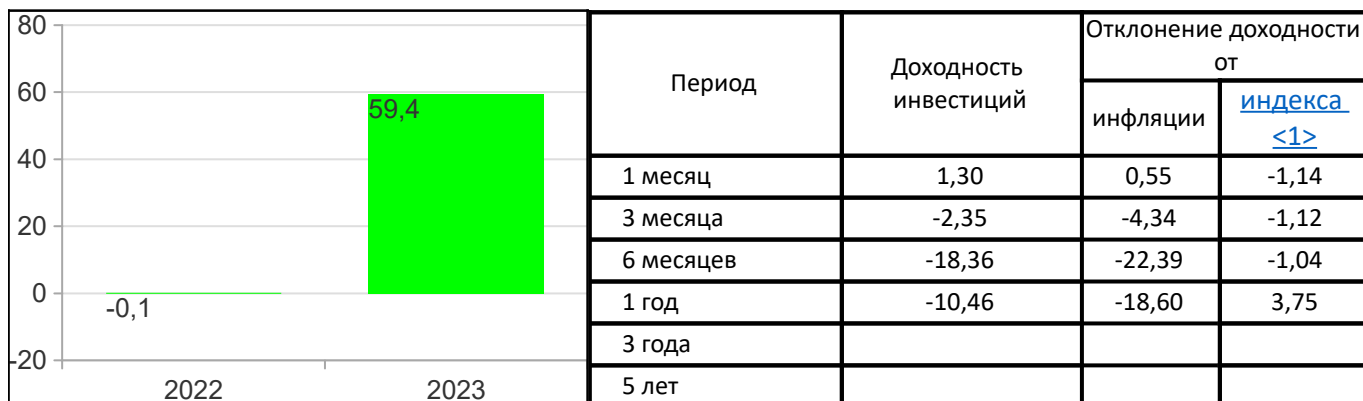 80
60
40
20
0
-20
59,4
-0,1
2022 2023
Период
Доходность
инвестиций
Отклонение доходности
от
инфляции
индекса
<1>
1 месяц 1,30 0,55 -1,14
3 месяца -2,35 -4,34 -1,12
6 месяцев -18,36 -22,39 -1,04
1 год -10,46 -18,60 3,75
3 года
5 лет